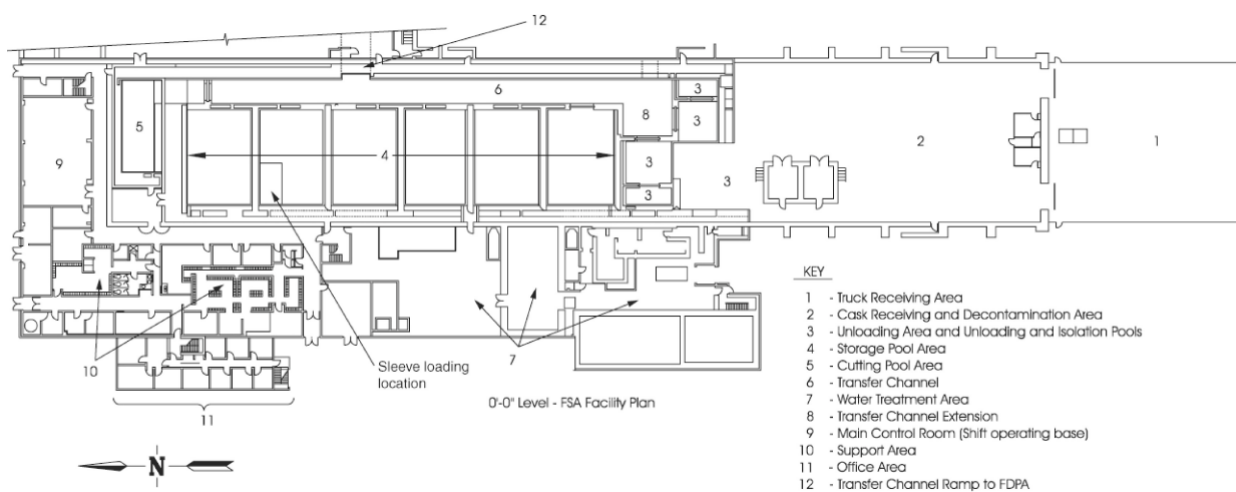 12
6
3
5
8
3
4
3
2
1
9
3
3
7
10
Sleeve loading
location
11
0'-0" Level - FSA Facility Plan
N
KEY
1 - Truck Receiving Area
2 - Cask Receiving and Decontamination Area
3 - Unloading Area and Unloading and Isolation Pools
4 - Storage Pool Area
5 - Cutting Pool Area
6 - Transfer Channel
7 - Water Treatment Area
8 - Transfer Channel Extension
9 - Main Control Room (Shift operating base)
10 - Support Area
11 - Office Area
12 - Transfer Channel Ramp to FDPA